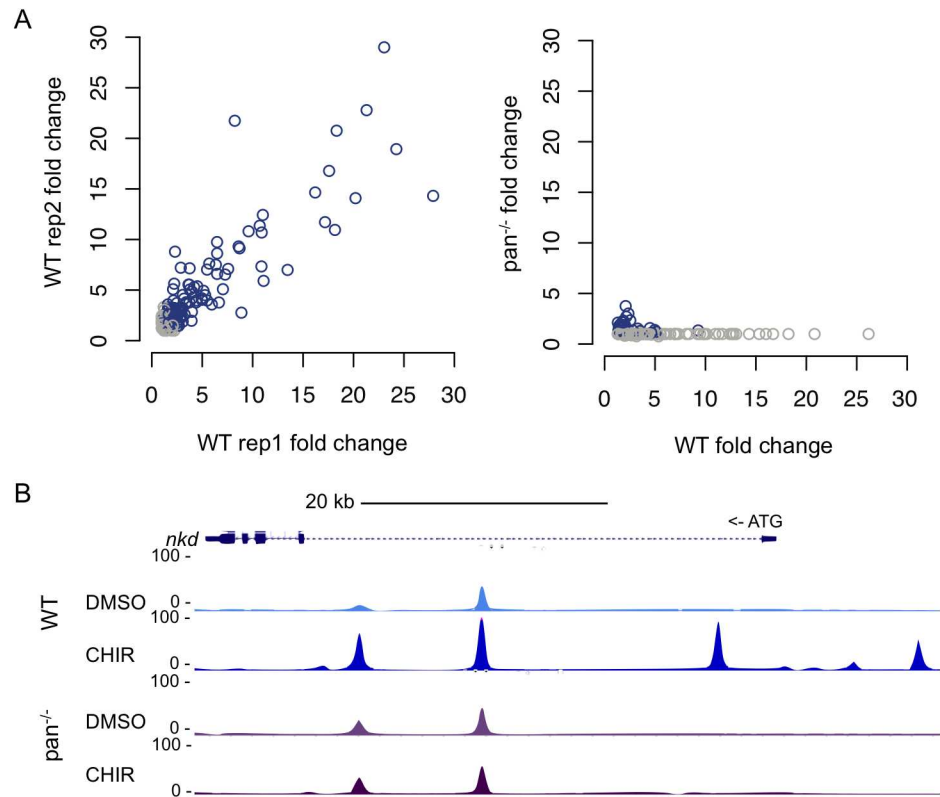 A
WT rep2 fold change
30
25
20
15
10
5
0
0 5 10 15 20 25 30
WT rep1 fold change
pan-/- fold change
30
25
20
15
10
5
0
0 5 10 15 20 25 30
WT fold change
B
20 kb
<- ATG
nkd
100 -
WT
DMSO 0 -
100 -
CHIR 0 -
100 -
pan-/-
DMSO 0 -
100 -
CHIR 0 -